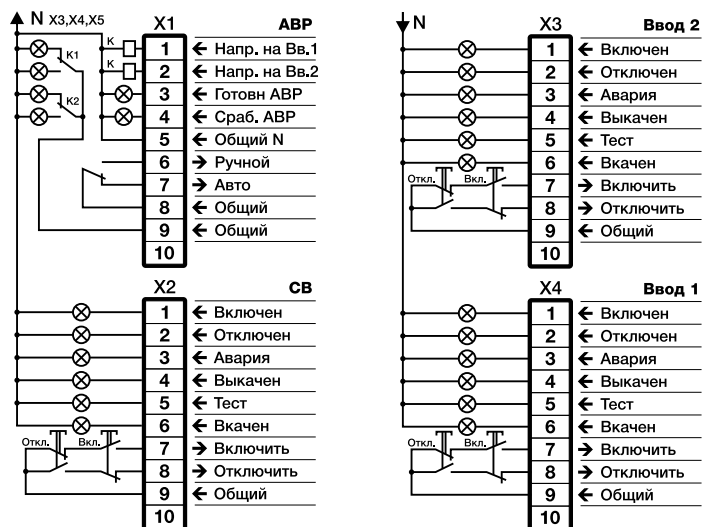 N X3,X4,X5
X1 АВР
K1
K2
К
К
1 Напр. на Вв.1
2 Напр. на Вв.2
3 Готовн АВР
4 Сраб. АВР
5 Общий N
6 Ручной
7 Авто
8 Общий
9 Общий
10
X2 СВ
1 Включен
2 Отключен
3 Авария
4 Выкачен
5 Тест
6 Вкачен
Откл. Вкл.
7 Включить
8 Отключить
9 Общий
10
N
X3 Ввод 2
1 Включен
2 Отключен
3 Авария
4 Выкачен
5 Тест
6 Вкачен
Откл. Вкл.
7 Включить
8 Отключить
9 Общий
10
X4 Ввод 1
1 Включен
2 Отключен
3 Авария
4 Выкачен
5 Тест
6 Вкачен
Откл. Вкл.
7 Включить
8 Отключить
9 Общий
10